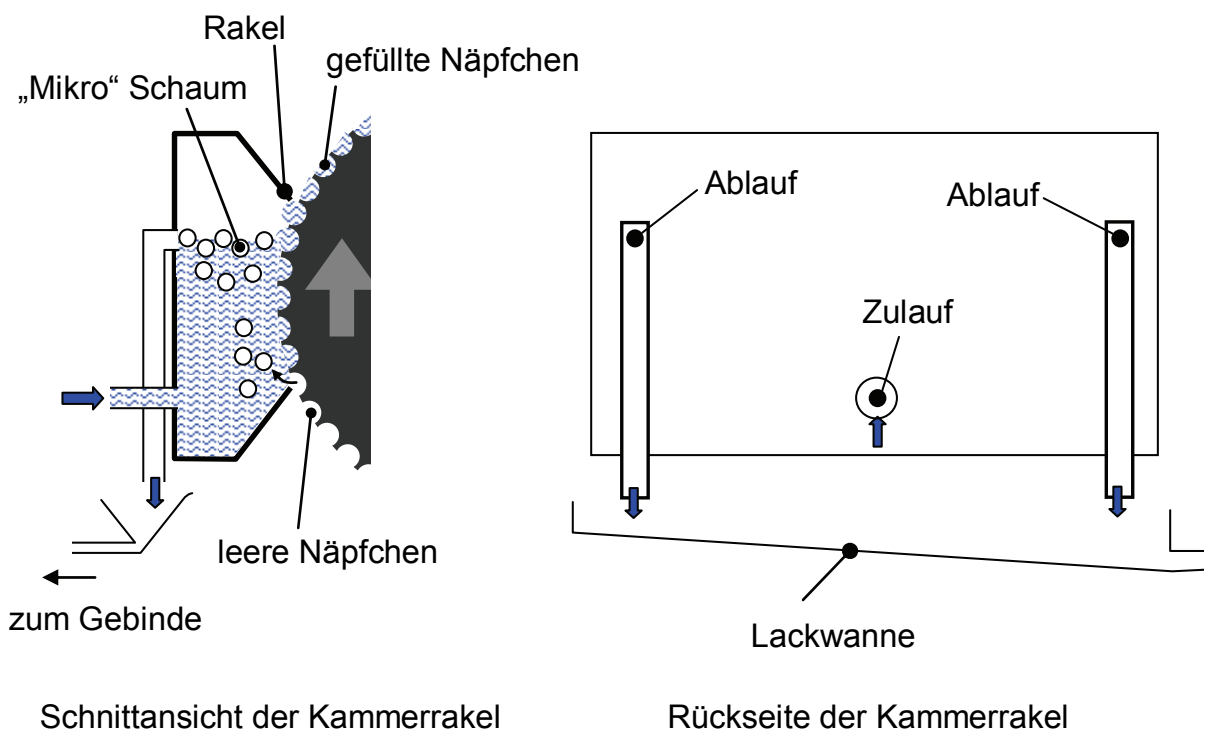 Rakel
gefüllte Näpfchen
„Mikro“ Schaum
leere Näpfchen
zum Gebinde
Schnittansicht der Kammerrakel
Ablauf
Ablauf
Zulauf
Lackwanne
Rückseite der Kammerrakel